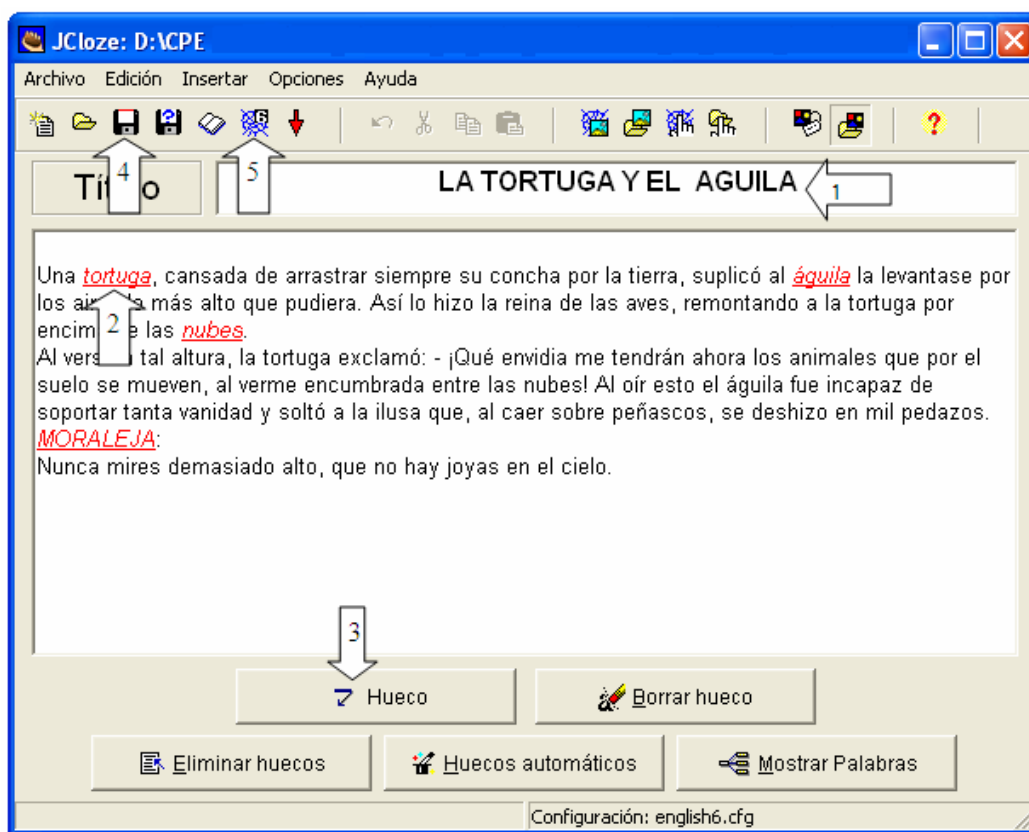 JCloze: D:\CPE
Archivo Edición Insertar Opciones Ayuda
4
5
Tí o
LA TORTUGA Y EL AGUILA
1
Una tortuga, cansada de arrastrar siempre su concha por la tierra, suplicó al águila la levantase por
los más alto que pudiera. Así lo hizo la reina de las aves, remontando a la tortuga por
2
las nubes.
Al tal altura, la tortuga exclamó: - ¡Qué envidia me tendrán ahora los animales que por el
suelo se mueven, al verme encumbrada entre las nubes! Al oír esto el águila fue incapaz de
soportar tanta vanidad y soltó a la ilusa que, al caer sobre peñascos, se deshizo en mil pedazos.
MORALEJA:
Nunca mires demasiado alto, que no hay joyas en el cielo.
3
Hueco
Borrar hueco
Eliminar huecos
Huecos automáticos
Mostrar Palabras
Configuración: english6.cfg